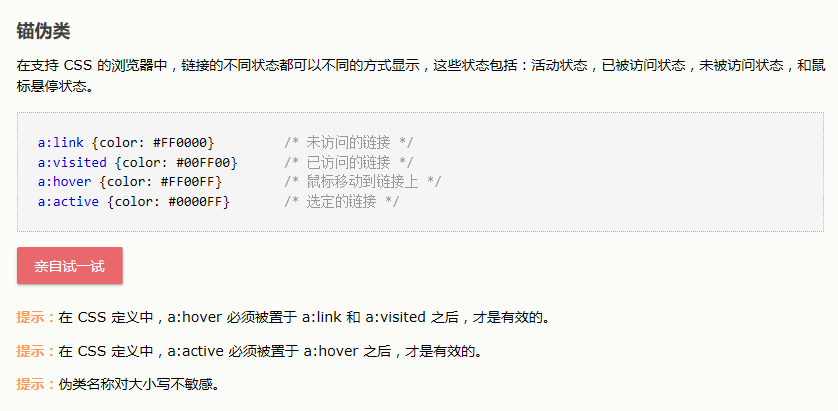 锚伪类
在支持 CSS 的浏览器中，链接的不同状态都可以不同的方式显示，这些状态包括：活动状态，已被访问状态，未被访问状态，和鼠
标悬停状态。
a:link {color: #FF0000}		/* 未访问的链接 */
a:visited {color: #00FF00}	/* 已访问的链接 */
a:hover {color: #FF00FF}	/* 鼠标移动到链接上 */
a:active {color: #0000FF}	/* 选定的链接 */
亲自试一试
提示：在 CSS 定义中，a:hover 必须被置于 a:link 和 a:visited 之后，才是有效的。
提示：在 CSS 定义中，a:active 必须被置于 a:hover 之后，才是有效的。
提示：伪类名称对大小写不敏感。